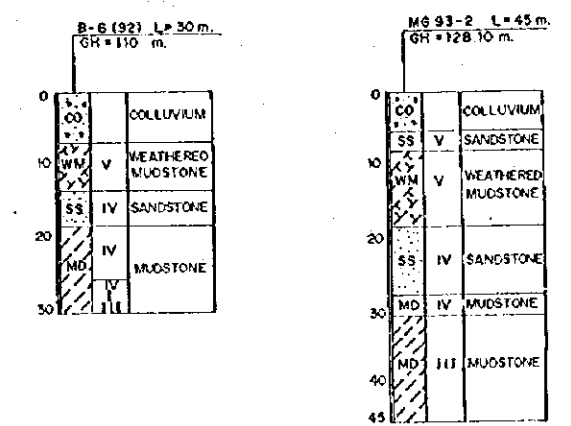 B-6 (92) L= 30 m.
GH = 110 m.
0
CO COLLUVIUM
10
WM V WEATHERED
MUDSTONE
SS IV SANDSTONE
20
IV
MD MUDSTONE
IV
III
30
MG 93-2 L = 45 m.
GH = 128.10 m.
0
CO COLLUVIUM
SS V SANDSTONE
10
WM V WEATHERED
MUDSTONE
20
SS IV SANDSTONE
MD IV MUDSTONE
30
MD III MUDSTONE
40
45